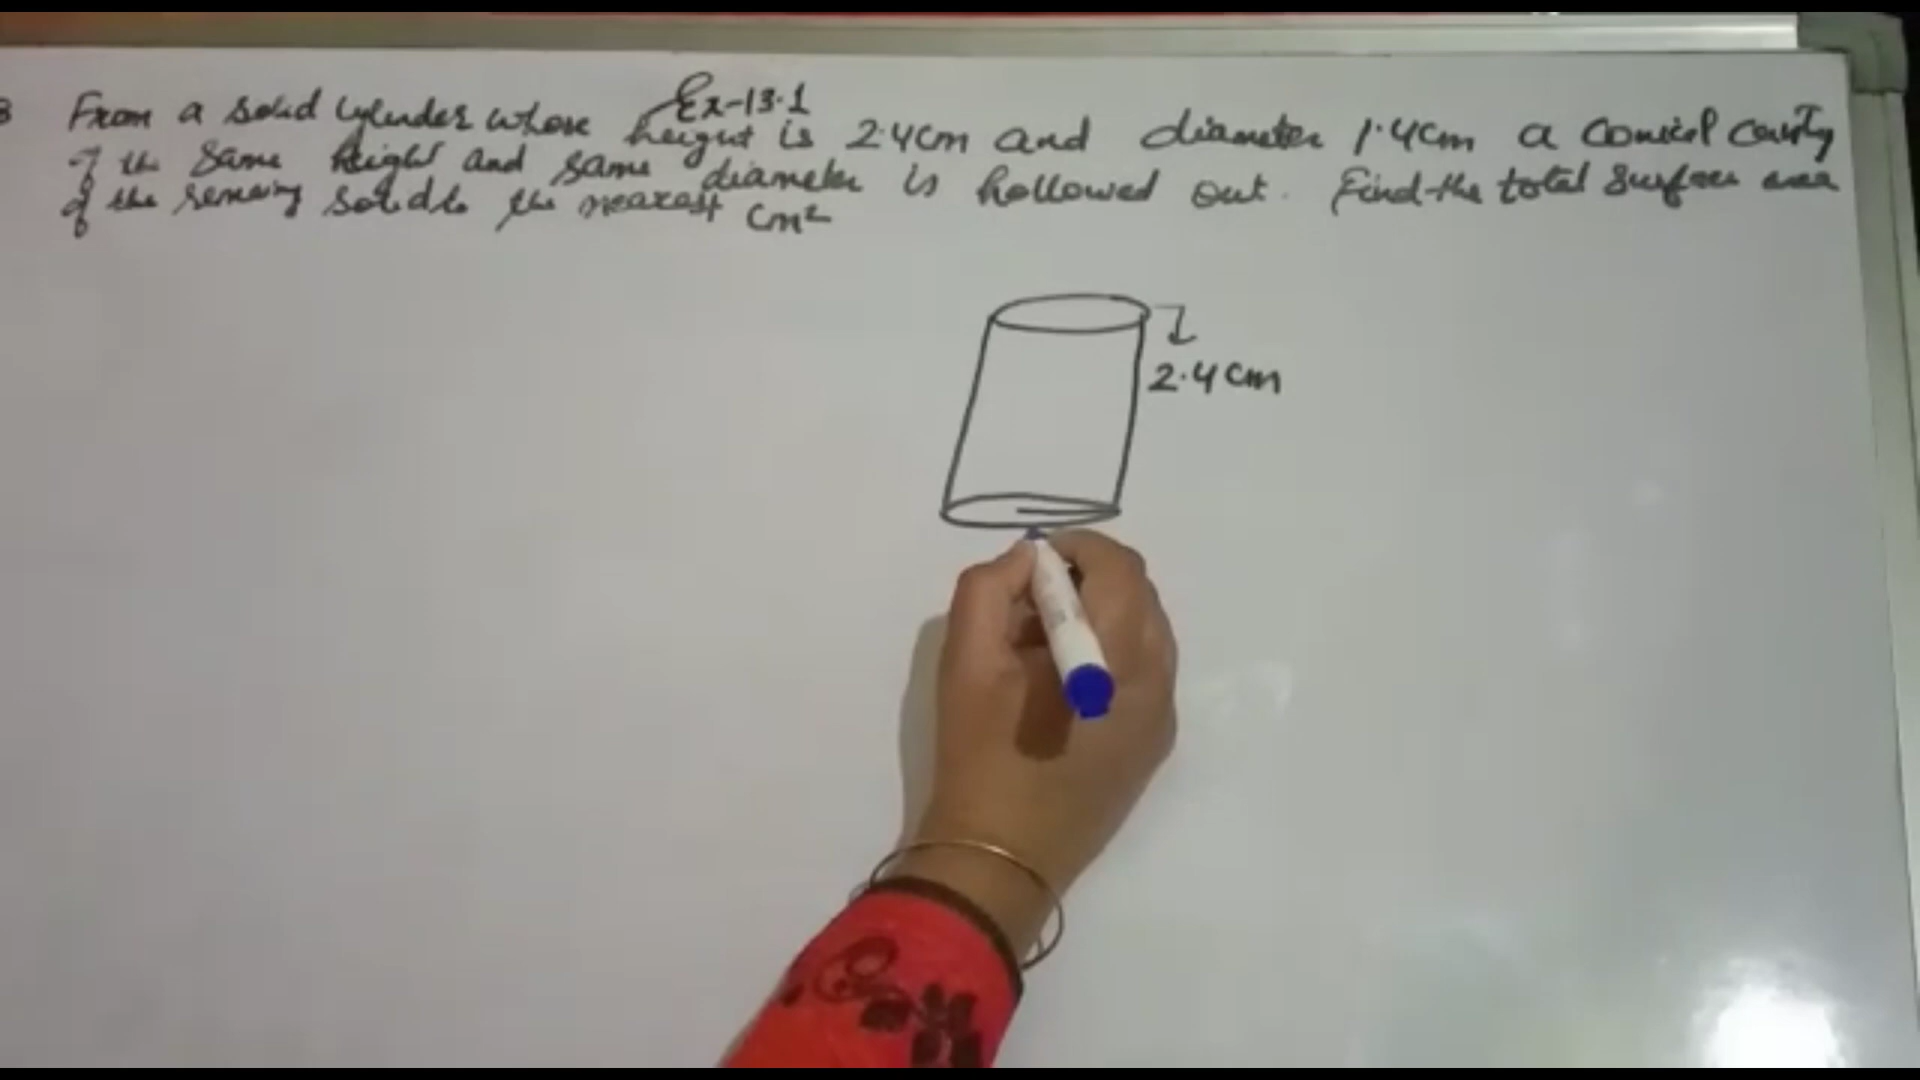 Ex-13.1
From a solid Cylinder whose height is 2.4cm and diameter 1.4cm a conical cavity
of the same height and same diameter is hollowed out. Find the total surface area
of the remaing solid to the nearest cm²
2.4cm